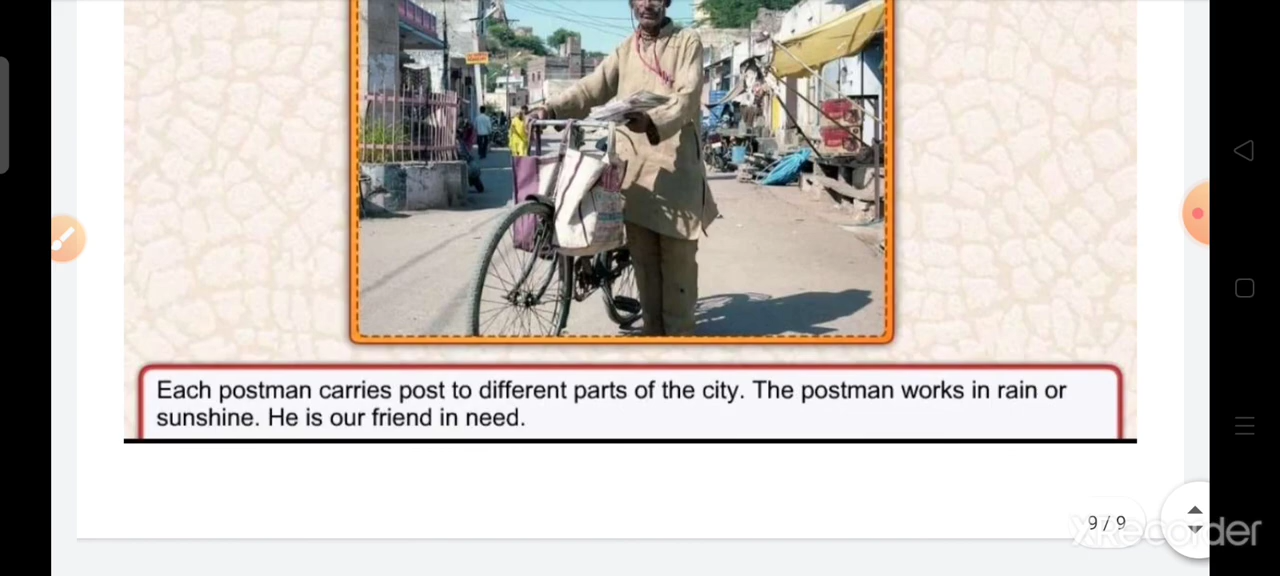 Each postman carries post to different parts of the city. The postman works in rain or
sunshine. He is our friend in need.
9 / 9
XRecorder